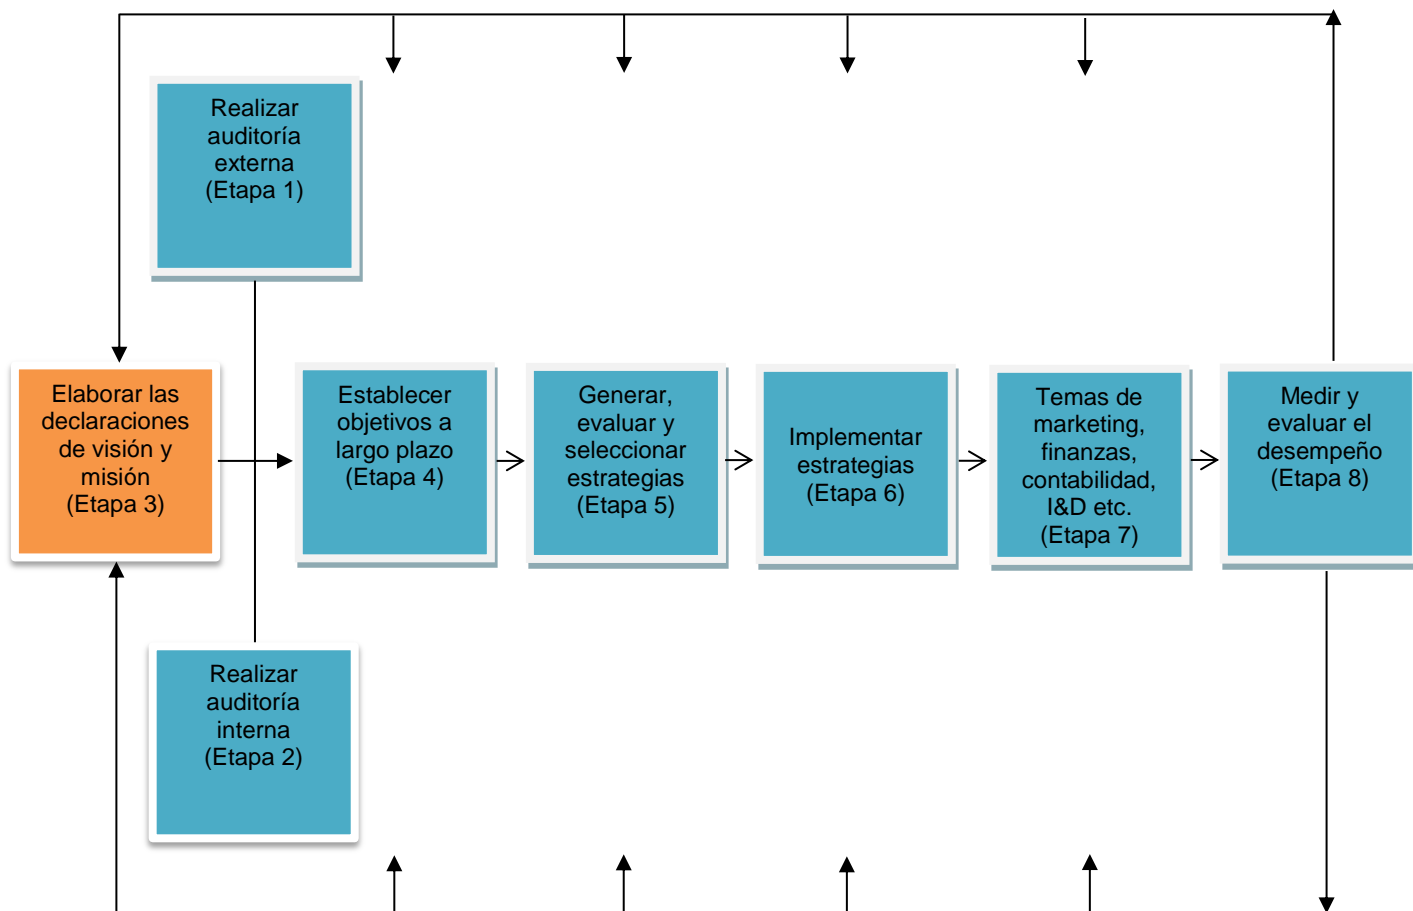 Realizar
auditoría
externa
(Etapa 1)
Elaborar las
declaraciones
de visión y
misión
(Etapa 3)
Establecer
objetivos a
largo plazo
(Etapa 4)
Generar,
evaluar y
seleccionar
estrategias
(Etapa 5)
Implementar
estrategias
(Etapa 6)
Temas de
marketing,
finanzas,
contabilidad,
I&D etc.
(Etapa 7)
Medir y
evaluar el
desempeño
(Etapa 8)
Realizar
auditoría
interna
(Etapa 2)